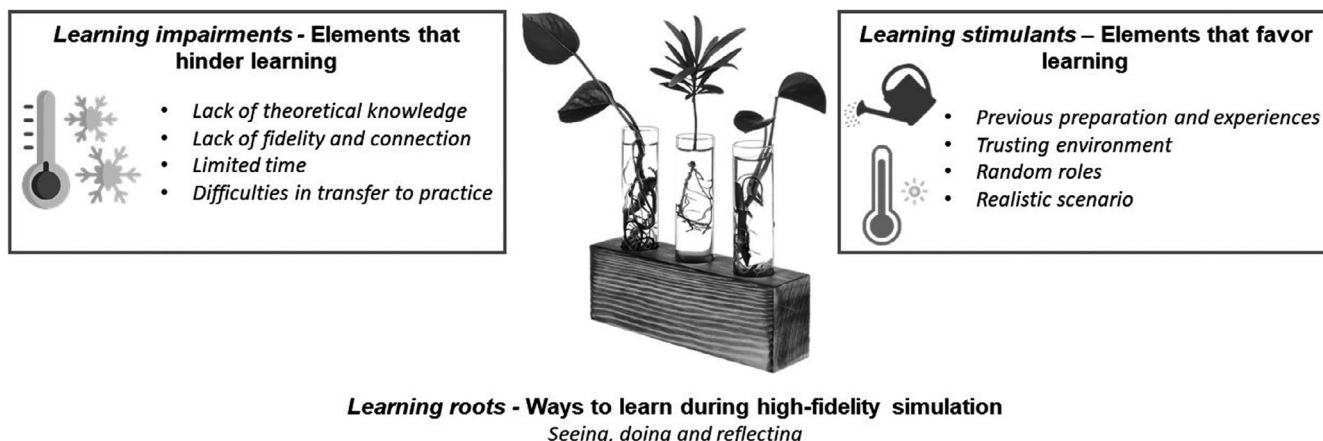 Learning impairments - Elements that
hinder learning
• Lack of theoretical knowledge
• Lack of fidelity and connection
• Limited time
• Difficulties in transfer to practice
Learning stimulants – Elements that favor
learning
• Previous preparation and experiences
• Trusting environment
• Random roles
• Realistic scenario
Learning roots - Ways to learn during high-fidelity simulation
Seeing, doing and reflecting